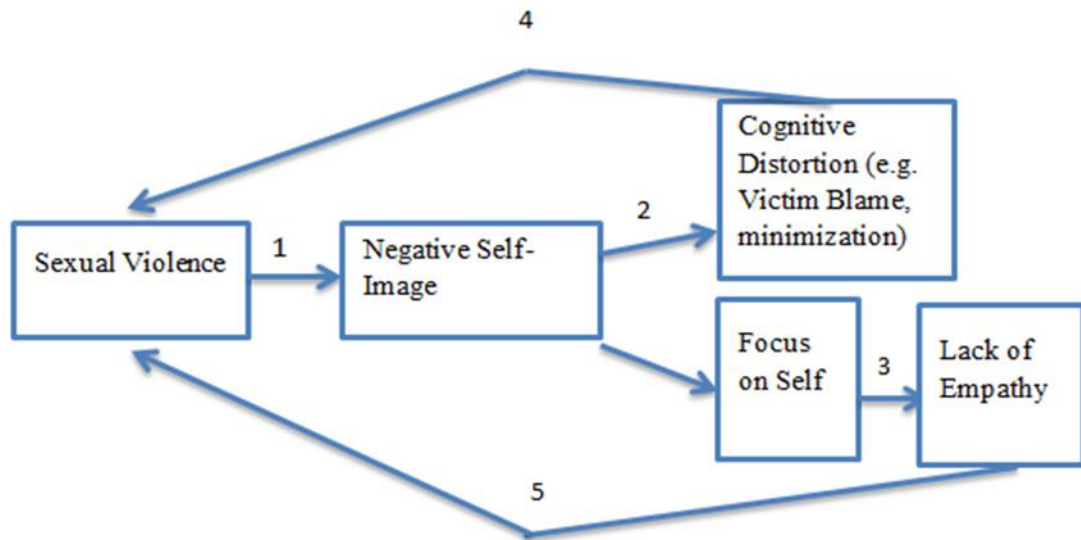 4
Cognitive
Distortion (e.g.
Victim Blame,
minimization)
2
1
Sexual Violence
Negative Self-
Image
Focus
on Self
3
Lack of
Empathy
5